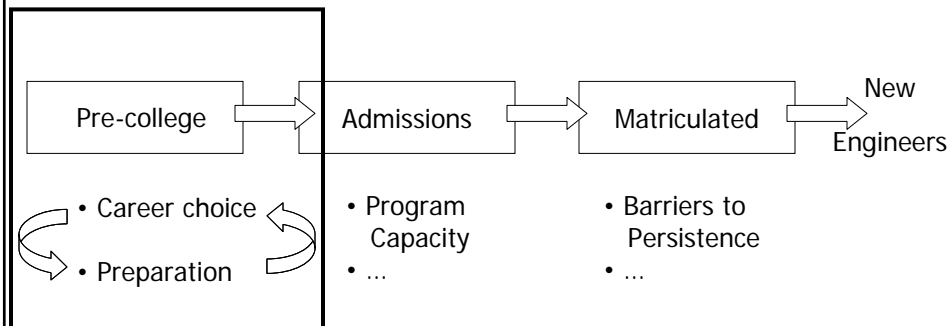 Pre-college
Admissions
Matriculated
New
Engineers
• Career choice
• Preparation
• Program
Capacity
• ...
• Barriers to
Persistence
• ...